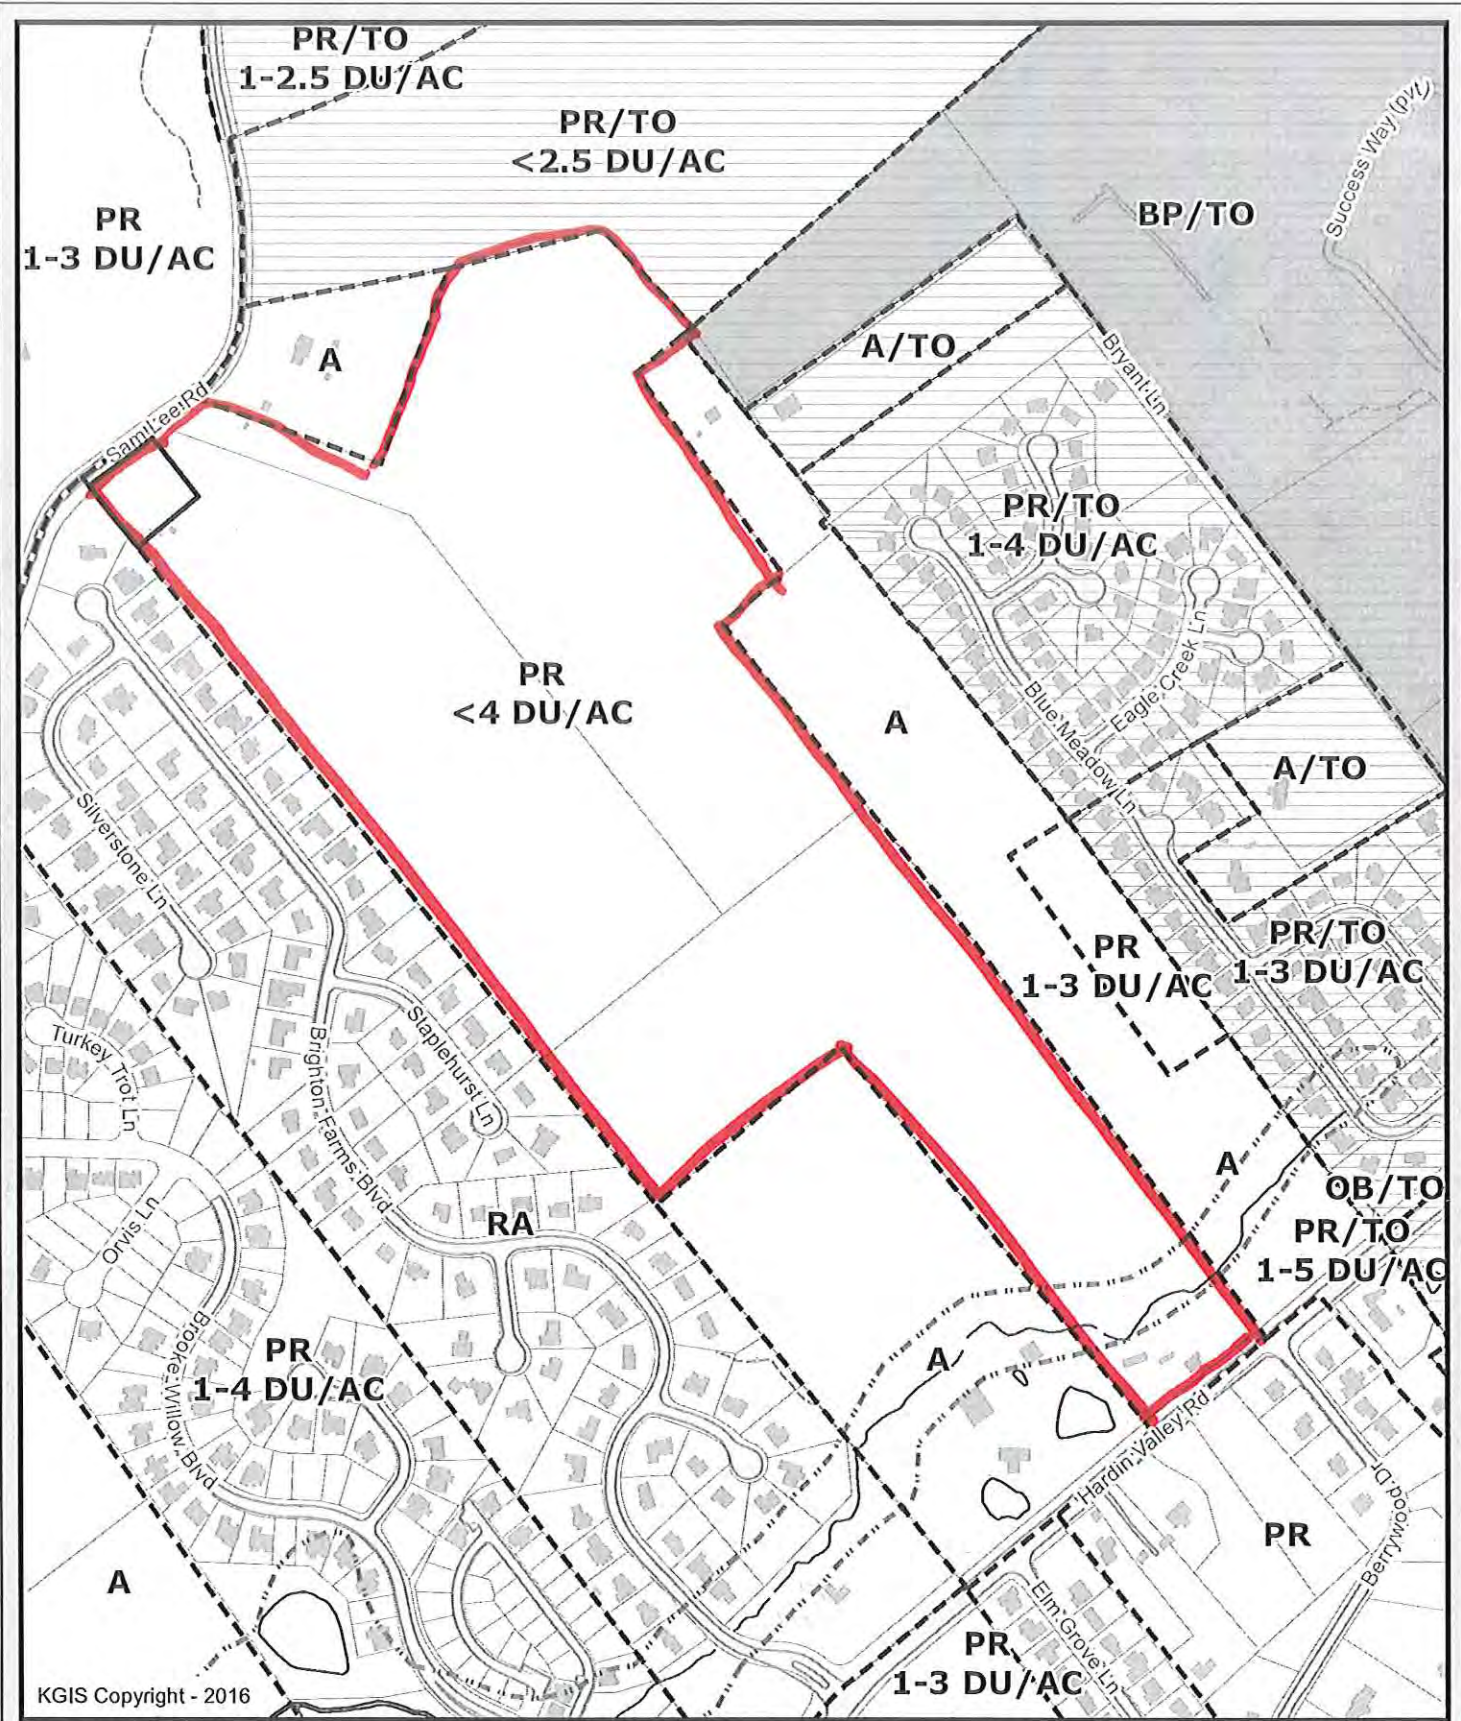 PR/TO
1-2.5 DU/AC
PR/TO
<2.5 DU/AC
Success Way (pvt)
BP/TO
PR
1-3 DU/AC
A
A/TO
Bryant Ln
Sam Lee Rd
PR/TO
1-4 DU/AC
Eagle Creek Ln
PR
<4 DU/AC
A
Blue Meadow Ln
A/TO
Silverstone Ln
PR
1-3 DU/AC
PR/TO
1-3 DU/AC
Staplehurst Ln
Turkey Trot Ln
Brighton Farms Blvd
A
OB/TO
Orvis Ln
RA
PR/TO
1-5 DU/AC
Brooke Willow Blvd
PR
1-4 DU/AC
A
Hardin Valley Rd
Berrywood Dr
PR
A
Elm Grove Ln
PR
1-3 DU/AC
KGIS Copyright - 2016